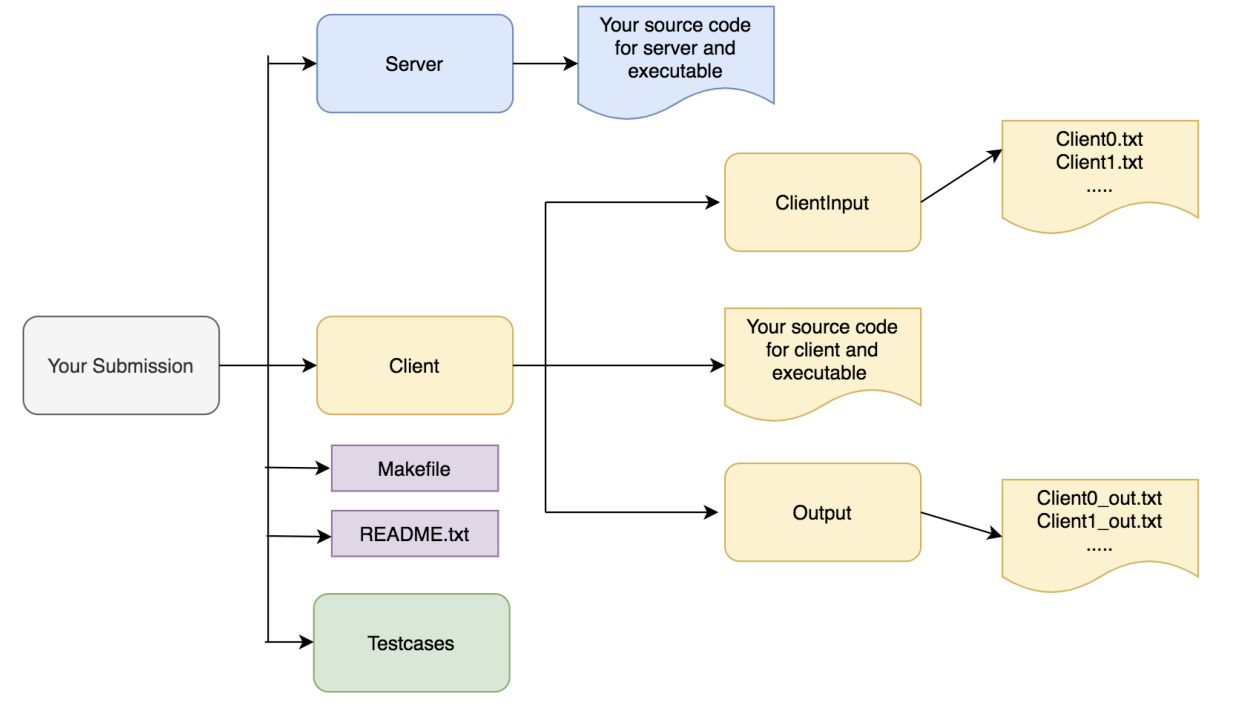 Server
Your source code
for server and
executable
Client0.txt
Client1.txt
.....
ClientInput
Your Submission
Client
Your source code
for client and
executable
Makefile
README.txt
Output
Client0_out.txt
Client1_out.txt
.....
Testcases